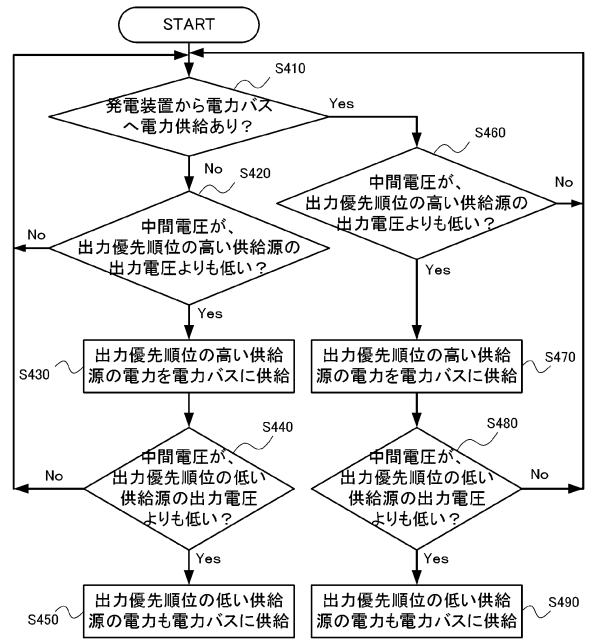 START
S410
発電装置から電力バス
へ電力供給あり？
Yes
No
S420
中間電圧が、
出力優先順位の高い供給源の
出力電圧よりも低い？
No
Yes
S430
出力優先順位の高い供給
源の電力を電力バスに供給
S440
中間電圧が、
出力優先順位の低い
供給源の出力電圧
よりも低い？
No
Yes
S450
出力優先順位の低い供給
源の電力も電力バスに供給
S460
中間電圧が、
出力優先順位の高い供給源の
出力電圧よりも低い？
No
Yes
S470
出力優先順位の高い供給
源の電力を電力バスに供給
S480
中間電圧が、
出力優先順位の低い
供給源の出力電圧
よりも低い？
No
Yes
S490
出力優先順位の低い供給
源の電力も電力バスに供給